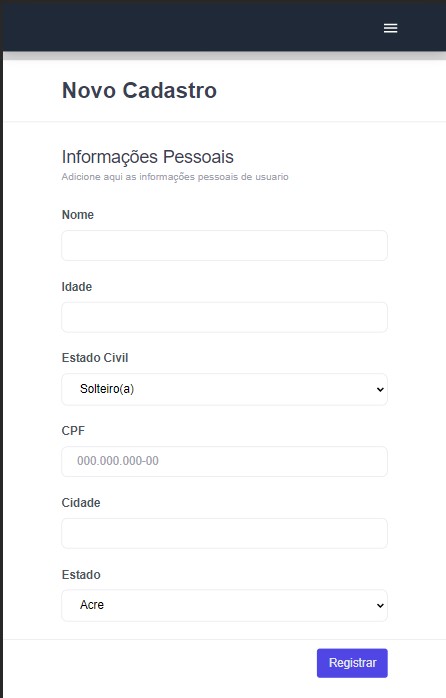 Novo Cadastro
Informações Pessoais
Adicione aqui as informações pessoais de usuario
Nome
Idade
Estado Civil
Solteiro(a)
CPF
000.000.000-00
Cidade
Estado
Acre
Registrar